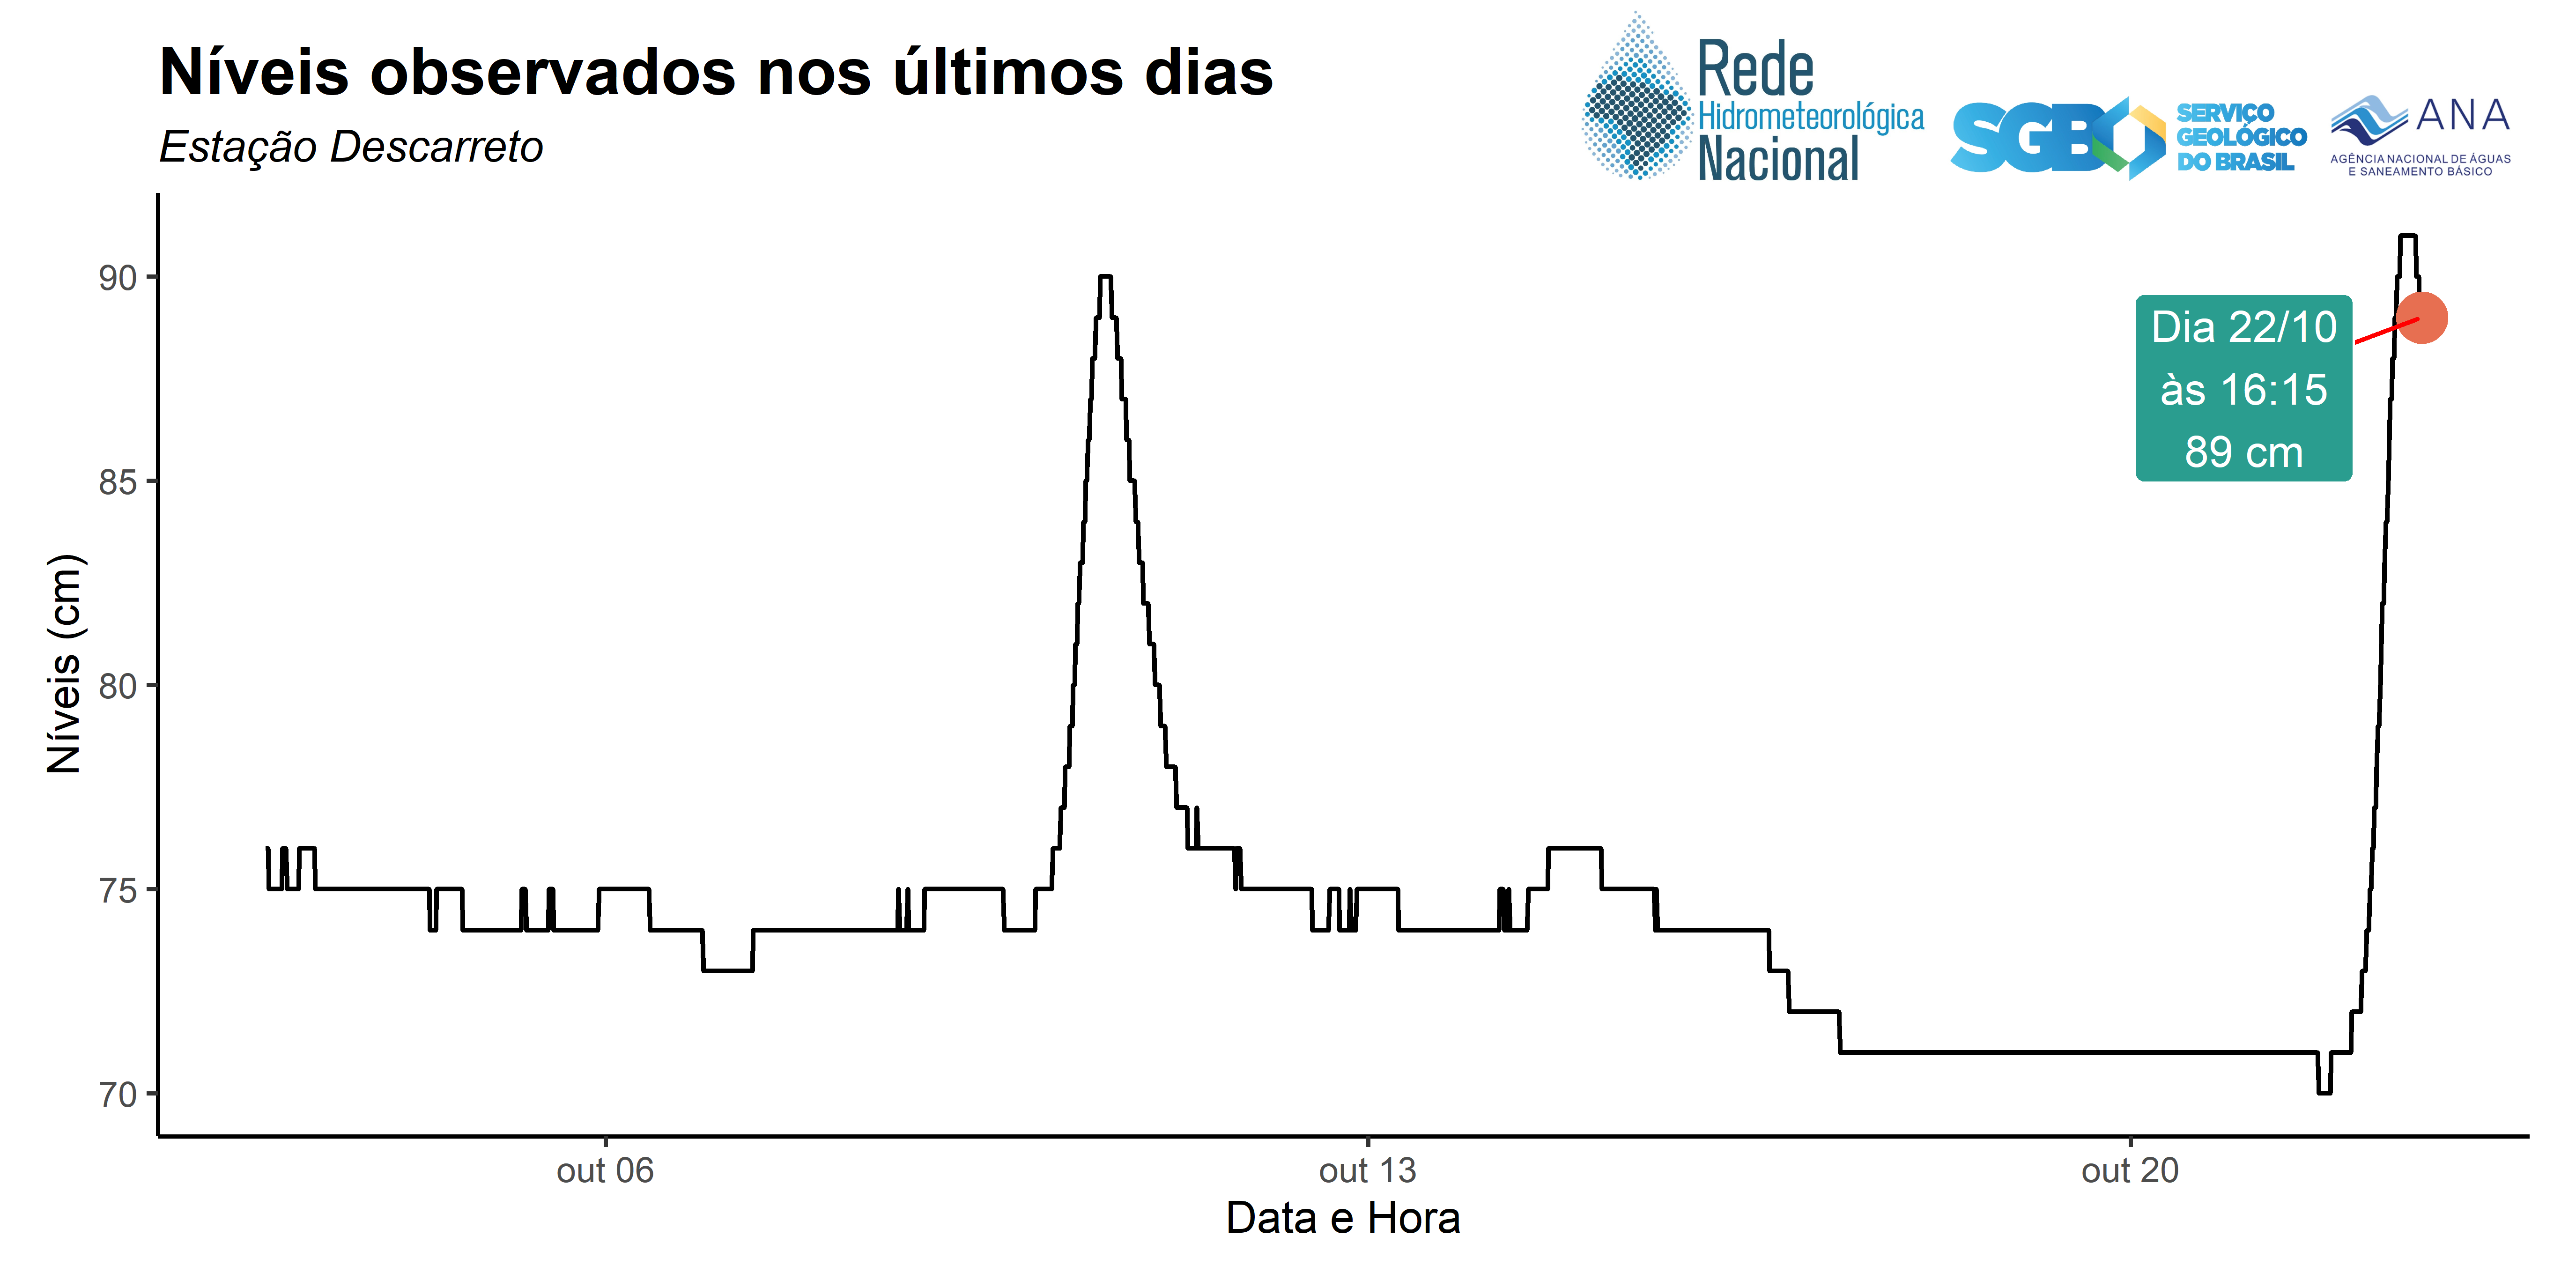 Níveis observados nos últimos dias
Estação Descarreto
Rede
Hidrometeorológica
Nacional
SGB
SERVIÇO
GEOLÓGICO
DO BRASIL
ANA
AGÊNCIA NACIONAL DE ÁGUAS
E SANEAMENTO BÁSICO
Níveis (cm)
90
85
80
75
70
Dia 22/10
às 16:15
89 cm
out 06
out 13
out 20
Data e Hora